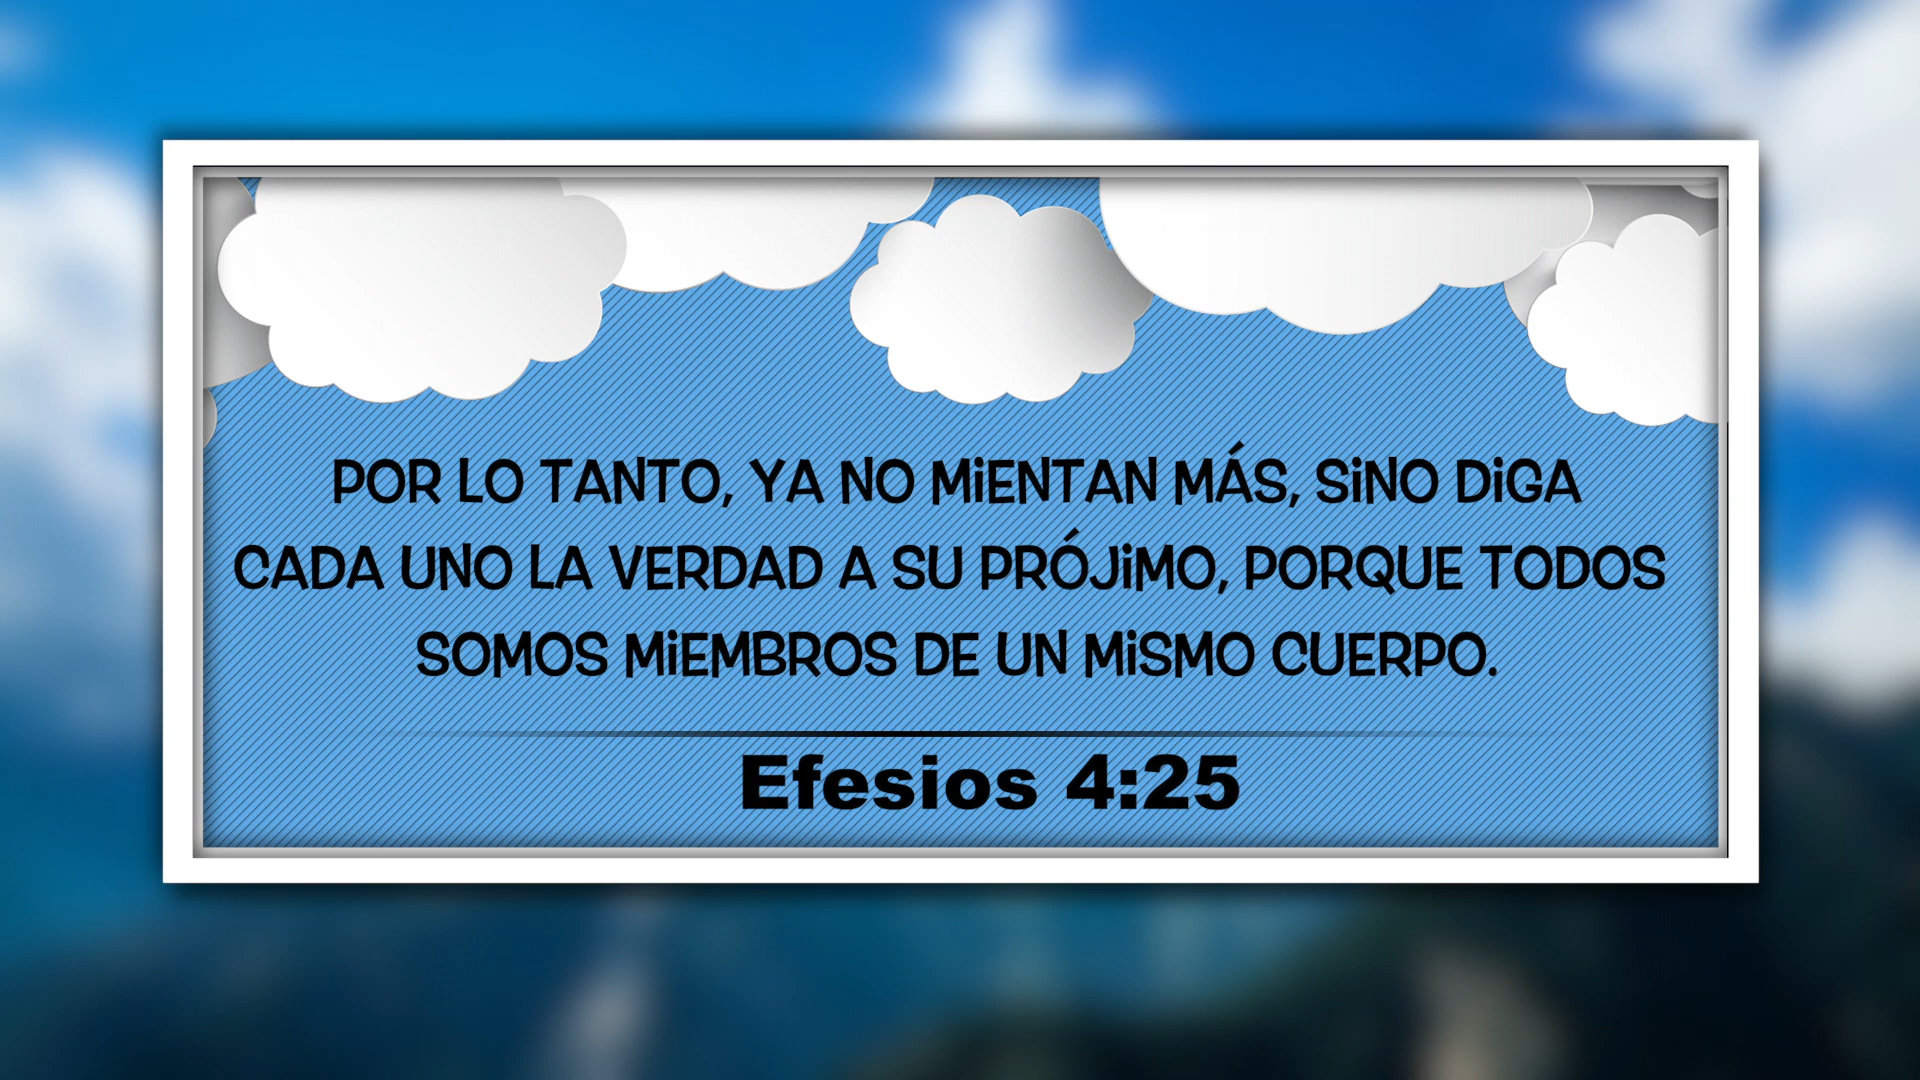 POR LO TANTO, YA NO MiENTAN MÁS, SiNO DiGA
CADA UNO LA VERDAD A SU PRÓJiMO, PORQUE TODOS
SOMOS MiEMBROS DE UN MiSMO CUERPO.
Efesios 4:25